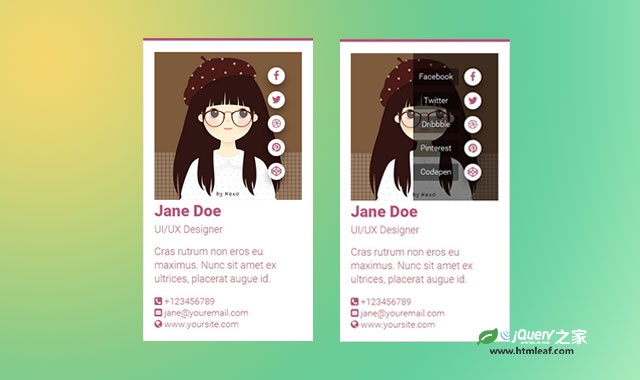 by Kexo
Jane Doe
UI/UX Designer
Cras rutrum non eros eu
maximus. Nunc sit amet ex
ultrices, placerat augue id.
+123456789
jane@youremail.com
www.yoursite.com
Facebook
Twitter
Dribbble
Pinterest
Codepen
by Kexo
Jane Doe
UI/UX Designer
Cras rutrum non eros eu
maximus. Nunc sit amet ex
ultrices, placerat augue id.
+123456789
jane@youremail.com
www.yoursite.com
jQuery之家
www.htmleaf.com